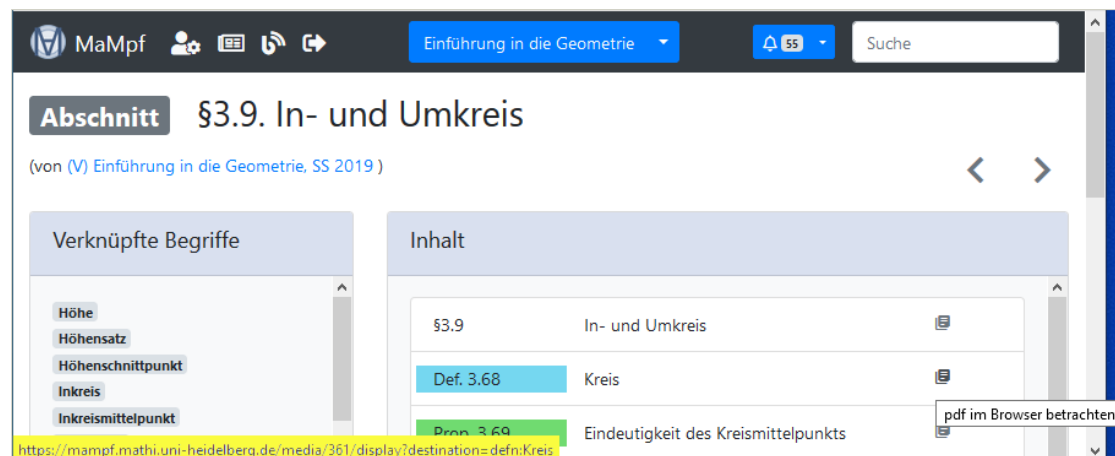 MaMpf Einführung in die Geometrie 55 Suche
Abschnitt §3.9. In- und Umkreis
(von (V) Einführung in die Geometrie, SS 2019 )
Verknüpfte Begriffe
Höhe
Höhensatz
Höhenschnittpunkt
Inkreis
Inkreismittelpunkt
Inhalt
§3.9 In- und Umkreis
Def. 3.68 Kreis
Prop. 3.69 Eindeutigkeit des Kreismittelpunkts
pdf im Browser betrachten
https://mampf.mathi.uni-heidelberg.de/media/361/display?destination=defn:Kreis